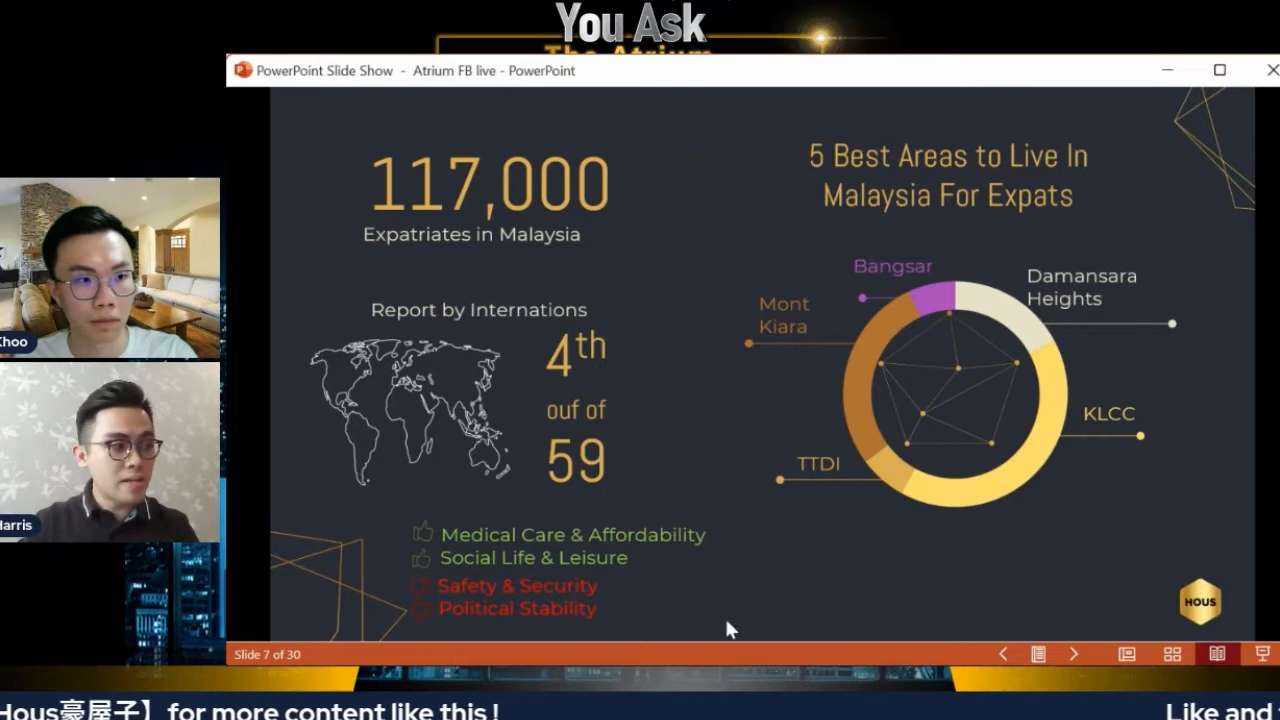 You Ask
The Atrium
PowerPoint Slide Show - Atrium FB live - PowerPoint
117,000
Expatriates in Malaysia
Report by Internations
4th
ouf of
59
Medical Care & Affordability
Social Life & Leisure
Safety & Security
Political Stability
5 Best Areas to Live In
Malaysia For Expats
Bangsar
Damansara
Heights
Mont
Kiara
KLCC
TTDI
HOUS
Khoo
Harris
Slide 7 of 30
Hous豪屋子】for more content like this !
Like and